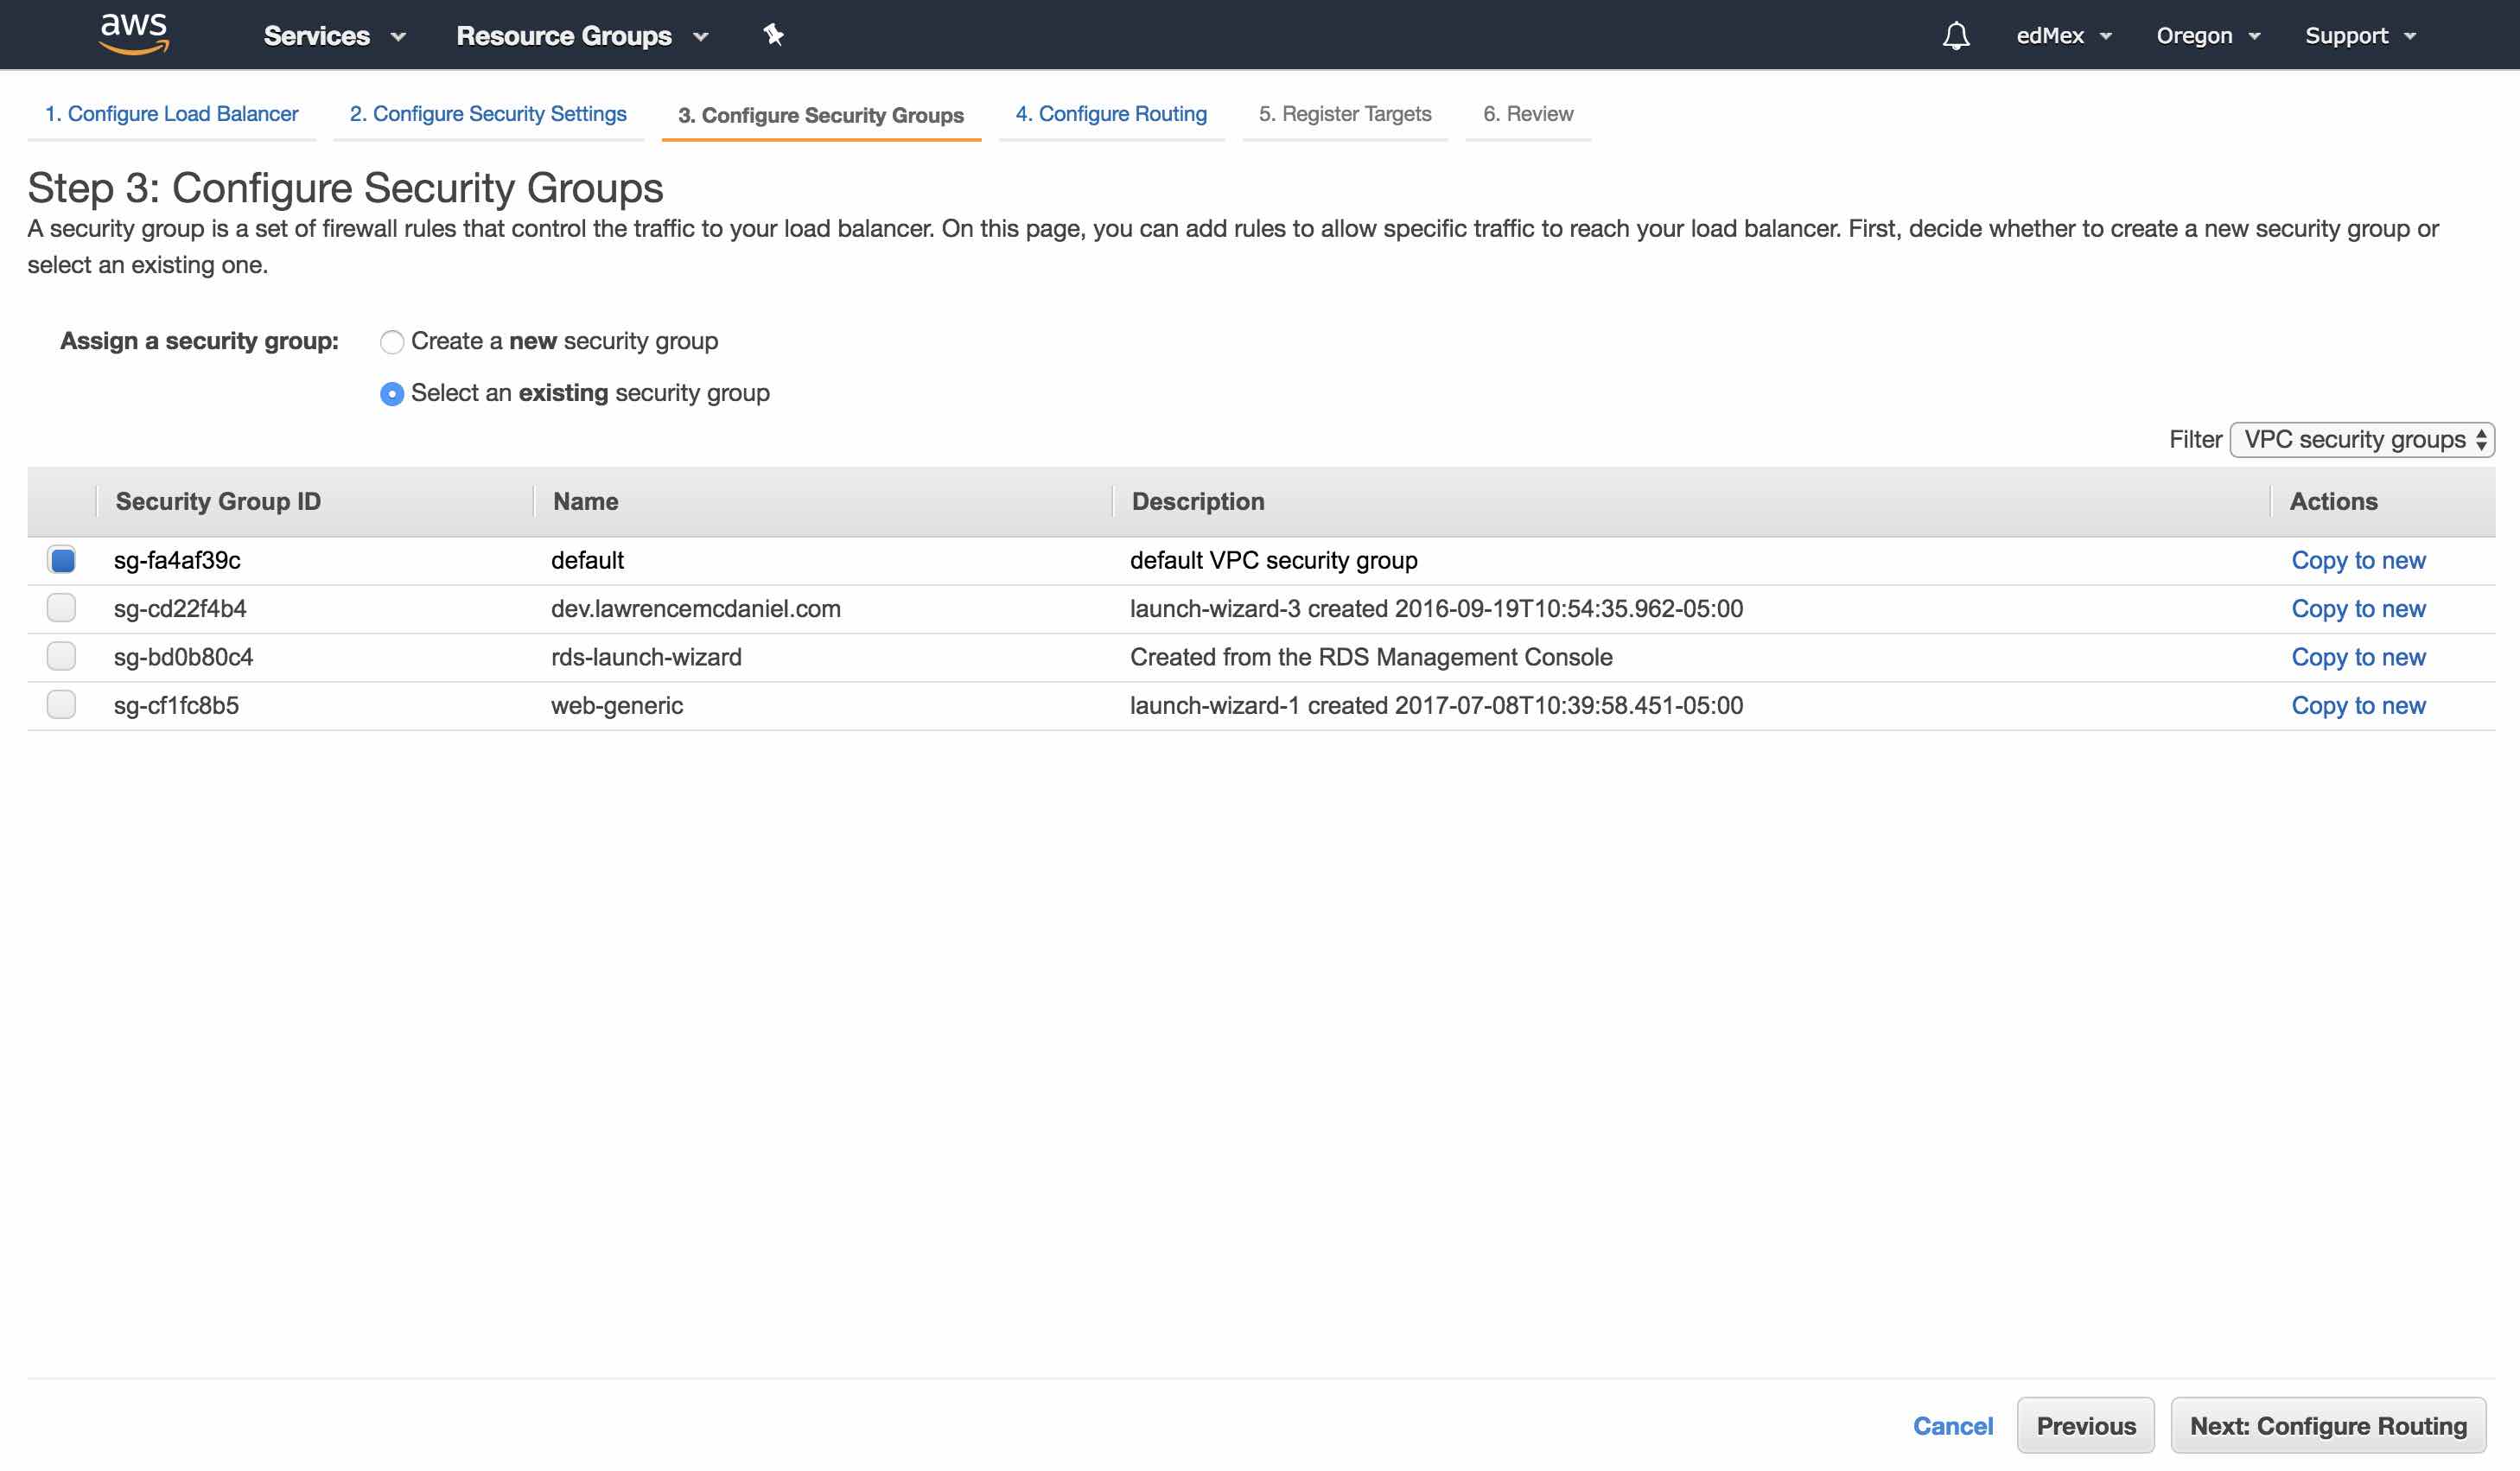 aws Services Resource Groups edMex Oregon Support
1. Configure Load Balancer 2. Configure Security Settings 3. Configure Security Groups 4. Configure Routing 5. Register Targets 6. Review
Step 3: Configure Security Groups
A security group is a set of firewall rules that control the traffic to your load balancer. On this page, you can add rules to allow specific traffic to reach your load balancer. First, decide whether to create a new security group or
select an existing one.
Assign a security group: Create a new security group
Select an existing security group
Filter VPC security groups
Security Group ID Name Description Actions
sg-fa4af39c default default VPC security group Copy to new
sg-cd22f4b4 dev.lawrencemcdaniel.com launch-wizard-3 created 2016-09-19T10:54:35.962-05:00 Copy to new
sg-bd0b80c4 rds-launch-wizard Created from the RDS Management Console Copy to new
sg-cf1fc8b5 web-generic launch-wizard-1 created 2017-07-08T10:39:58.451-05:00 Copy to new
Cancel Previous Next: Configure Routing